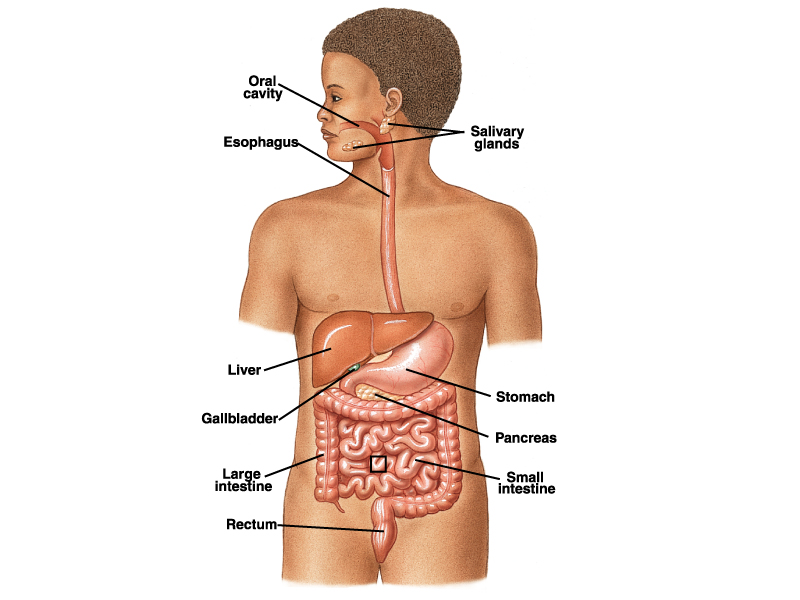 Oral
cavity
Salivary
glands
Esophagus
Liver
Stomach
Gallbladder
Pancreas
Large
intestine
Small
intestine
Rectum